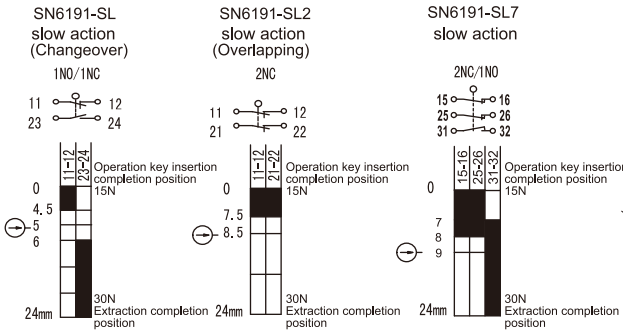 SN6191-SL
slow action
(Changeover)
1NO/1NC
11 12
23 24
11-12
23-24
0
4.5
5
6
24mm
Operation key insertion
completion position
15N
30N
Extraction completion
position
SN6191-SL2
slow action
(Overlapping)
2NC
11 12
21 22
11-12
21-22
0
7.5
8.5
24mm
Operation key insertion
completion position
15N
30N
Extraction completion
position
SN6191-SL7
slow action
2NC/1NO
15 16
25 26
31 32
15-16
25-26
31-32
0
7
8
9
24mm
Operation key insertion
completion position
15N
30N
Extraction completion
position